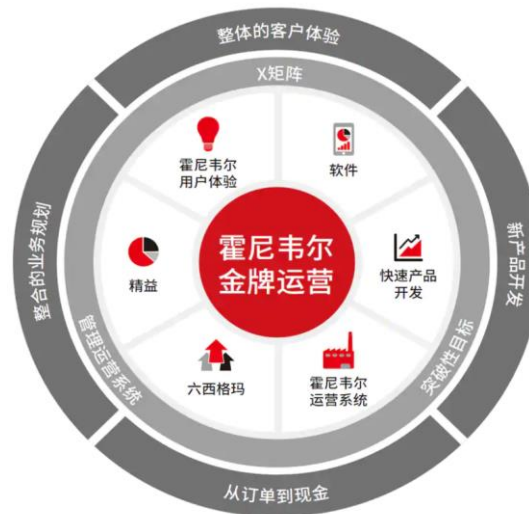 整体的客户体验
X矩阵
霍尼韦尔
用户体验
软件
整合的业务规划
精益
霍尼韦尔
金牌运营
快速产品
开发
新产品开发
管理运营系统
六西格玛
霍尼韦尔
运营系统
突破性目标
从订单到现金